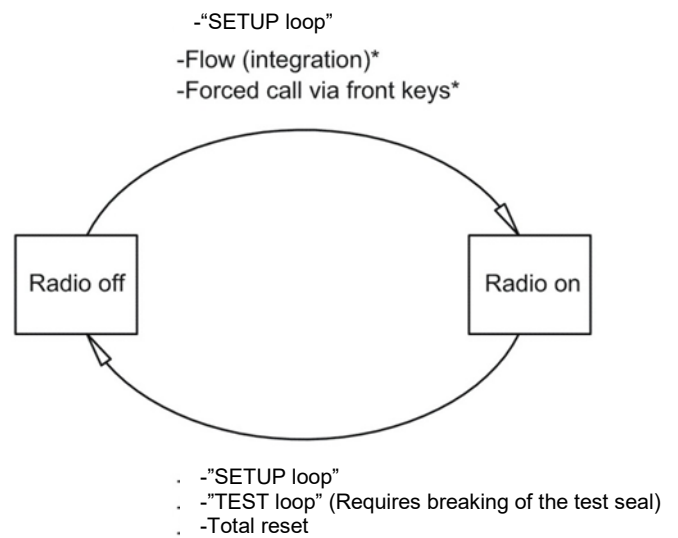 -“SETUP loop”
-Flow (integration)*
-Forced call via front keys*
Radio off
Radio on
. -”SETUP loop”
. -”TEST loop” (Requires breaking of the test seal)
. -Total reset